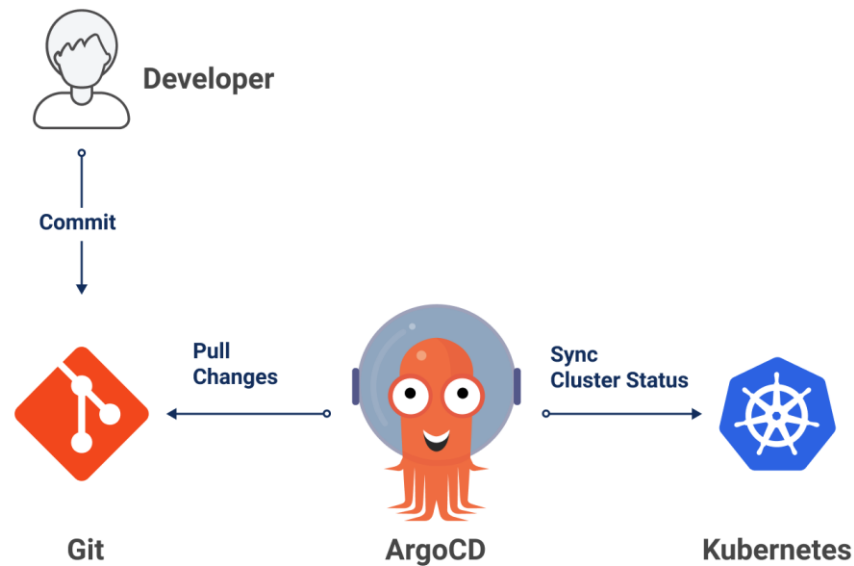 Developer
Commit
Pull
Changes
Sync
Cluster Status
Git
ArgoCD
Kubernetes